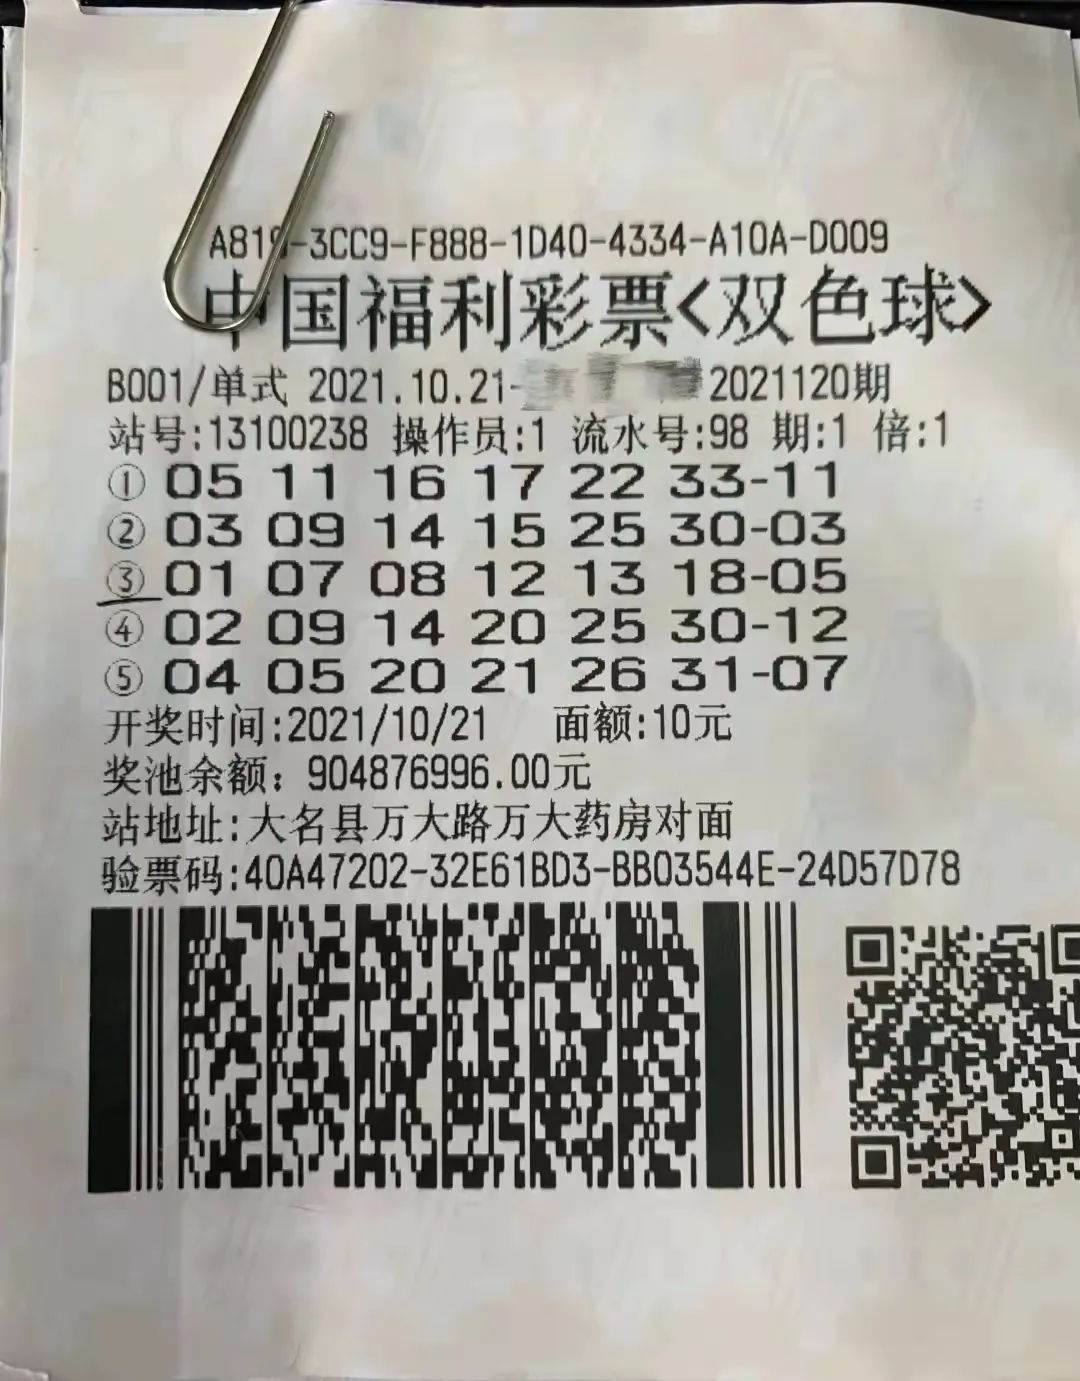 A819-3CC9-F888-1D40-4334-A10A-D009
中国福利彩票<双色球>
B001/单式 2021.10.21- 2021120期
站号:13100238 操作员:1 流水号:98 期:1 倍:1
① 05 11 16 17 22 33-11
② 03 09 14 15 25 30-03
③ 01 07 08 12 13 18-05
④ 02 09 14 20 25 30-12
⑤ 04 05 20 21 26 31-07
开奖时间:2021/10/21 面额:10元
奖池余额：904876996.00元
站地址:大名县万大路万大药房对面
验票码:40A47202-32E61BD3-BB03544E-24D57D78